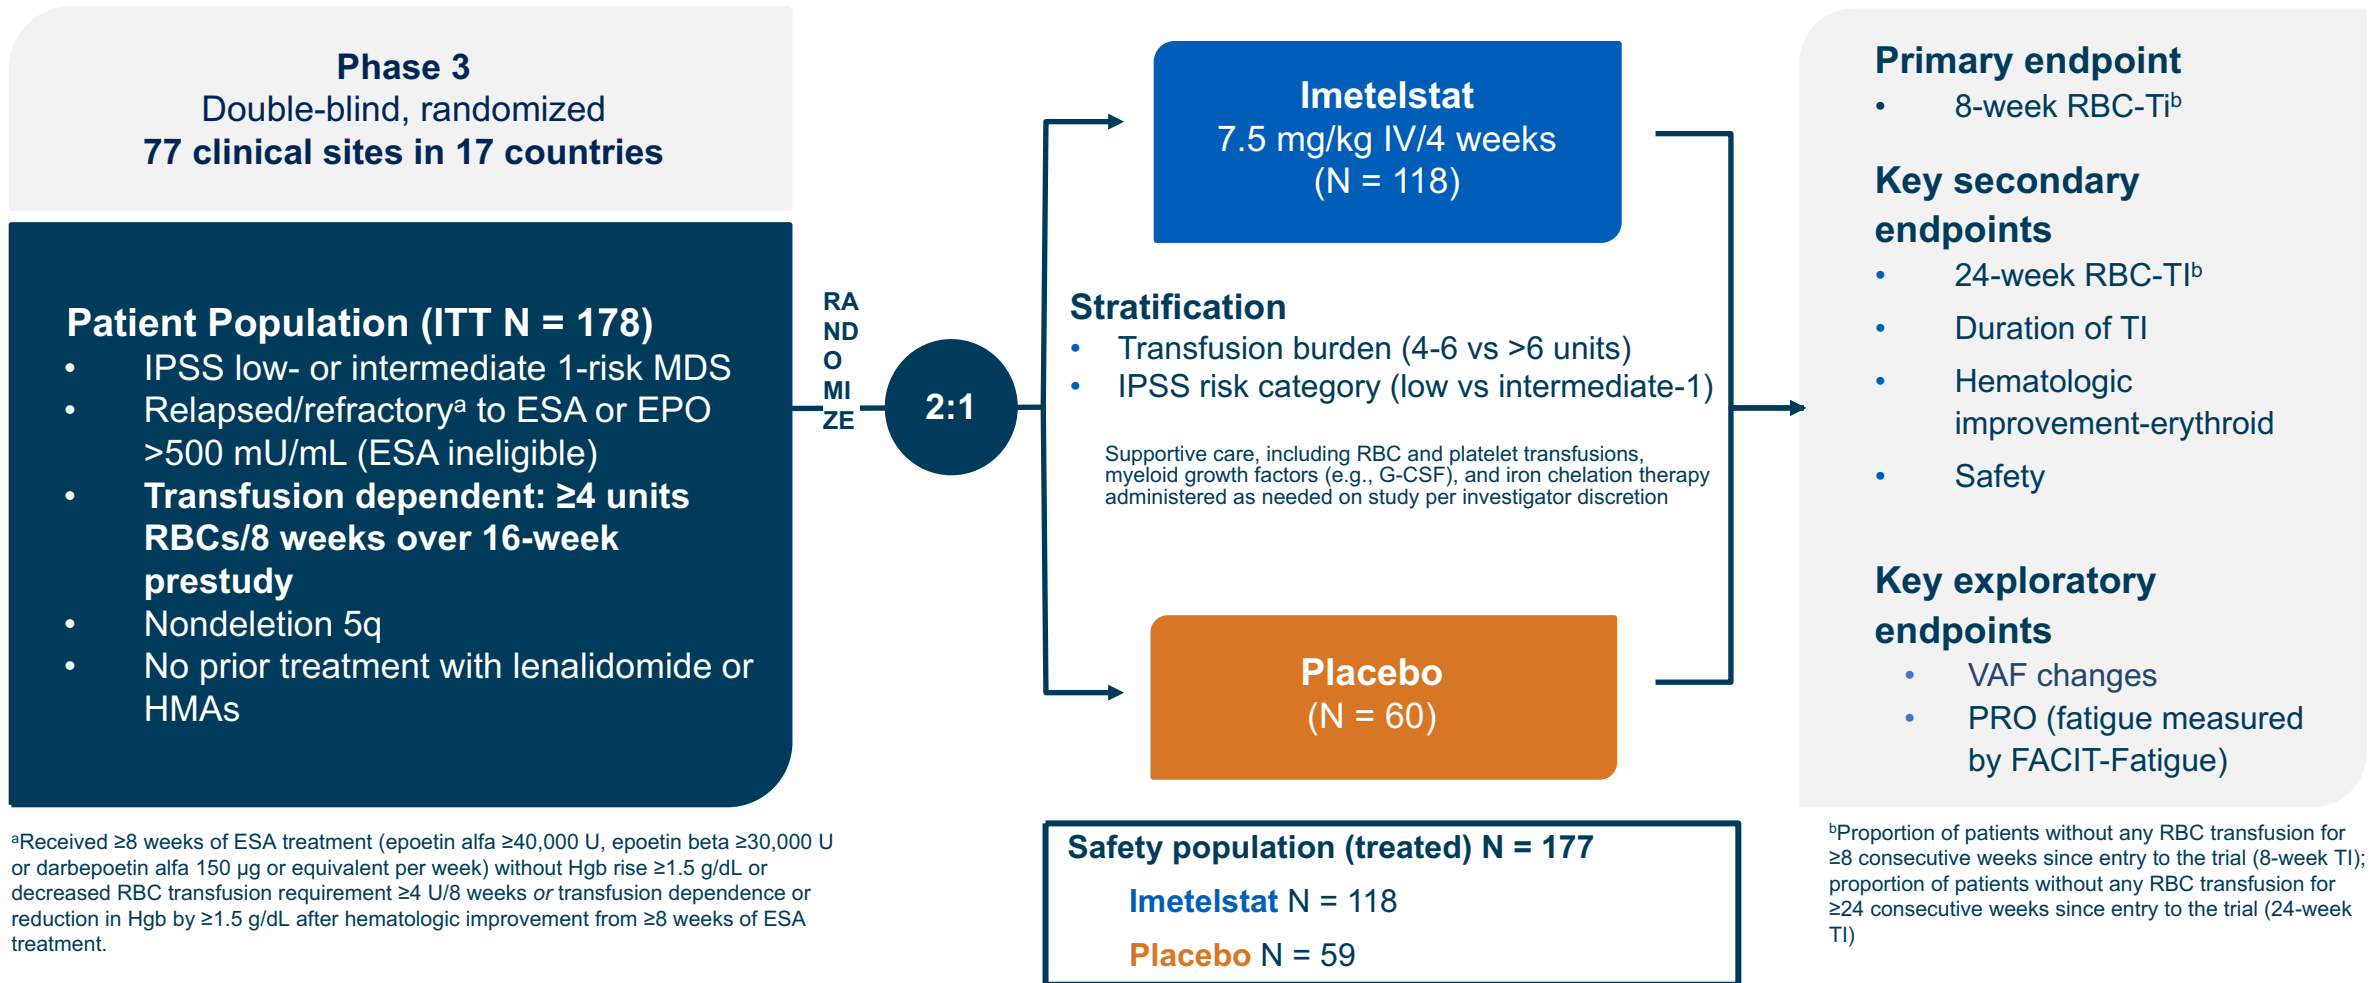 Phase 3
Double-blind, randomized
77 clinical sites in 17 countries
Patient Population (ITT N = 178)
• IPSS low- or intermediate 1-risk MDS
• Relapsed/refractoryᵃ to ESA or EPO
>500 mU/mL (ESA ineligible)
• Transfusion dependent: ≥4 units
RBCs/8 weeks over 16-week
prestudy
• Nondeletion 5q
• No prior treatment with lenalidomide or
HMAs
ᵃReceived ≥8 weeks of ESA treatment (epoetin alfa ≥40,000 U, epoetin beta ≥30,000 U
or darbepoetin alfa 150 µg or equivalent per week) without Hgb rise ≥1.5 g/dL or
decreased RBC transfusion requirement ≥4 U/8 weeks or transfusion dependence or
reduction in Hgb by ≥1.5 g/dL after hematologic improvement from ≥8 weeks of ESA
treatment.
RA
ND
O
MI
ZE
2:1
Imetelstat
7.5 mg/kg IV/4 weeks
(N = 118)
Stratification
• Transfusion burden (4-6 vs >6 units)
• IPSS risk category (low vs intermediate-1)
Supportive care, including RBC and platelet transfusions,
myeloid growth factors (e.g., G-CSF), and iron chelation therapy
administered as needed on study per investigator discretion
Placebo
(N = 60)
Safety population (treated) N = 177
Imetelstat N = 118
Placebo N = 59
Primary endpoint
• 8-week RBC-Tiᵇ
Key secondary
endpoints
• 24-week RBC-TIᵇ
• Duration of TI
• Hematologic
improvement-erythroid
• Safety
Key exploratory
endpoints
• VAF changes
• PRO (fatigue measured
by FACIT-Fatigue)
ᵇProportion of patients without any RBC transfusion for
≥8 consecutive weeks since entry to the trial (8-week TI);
proportion of patients without any RBC transfusion for
≥24 consecutive weeks since entry to the trial (24-week
TI)